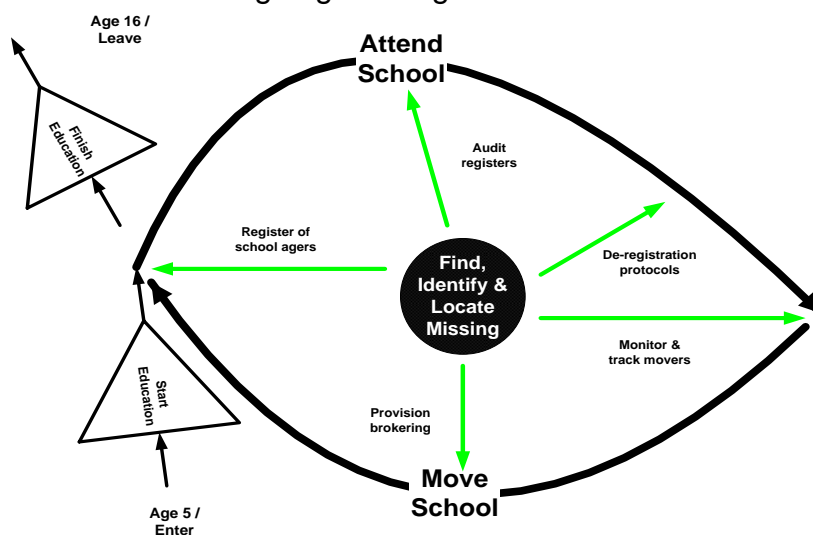 Age 16 /
Leave
Attend
School
Finish
Education
Audit
registers
Register of
school agers
De-registration
protocols
Find,
Identify &
Locate
Missing
Monitor &
track movers
Start
Education
Provision
brokering
Move
School
Age 5 /
Enter